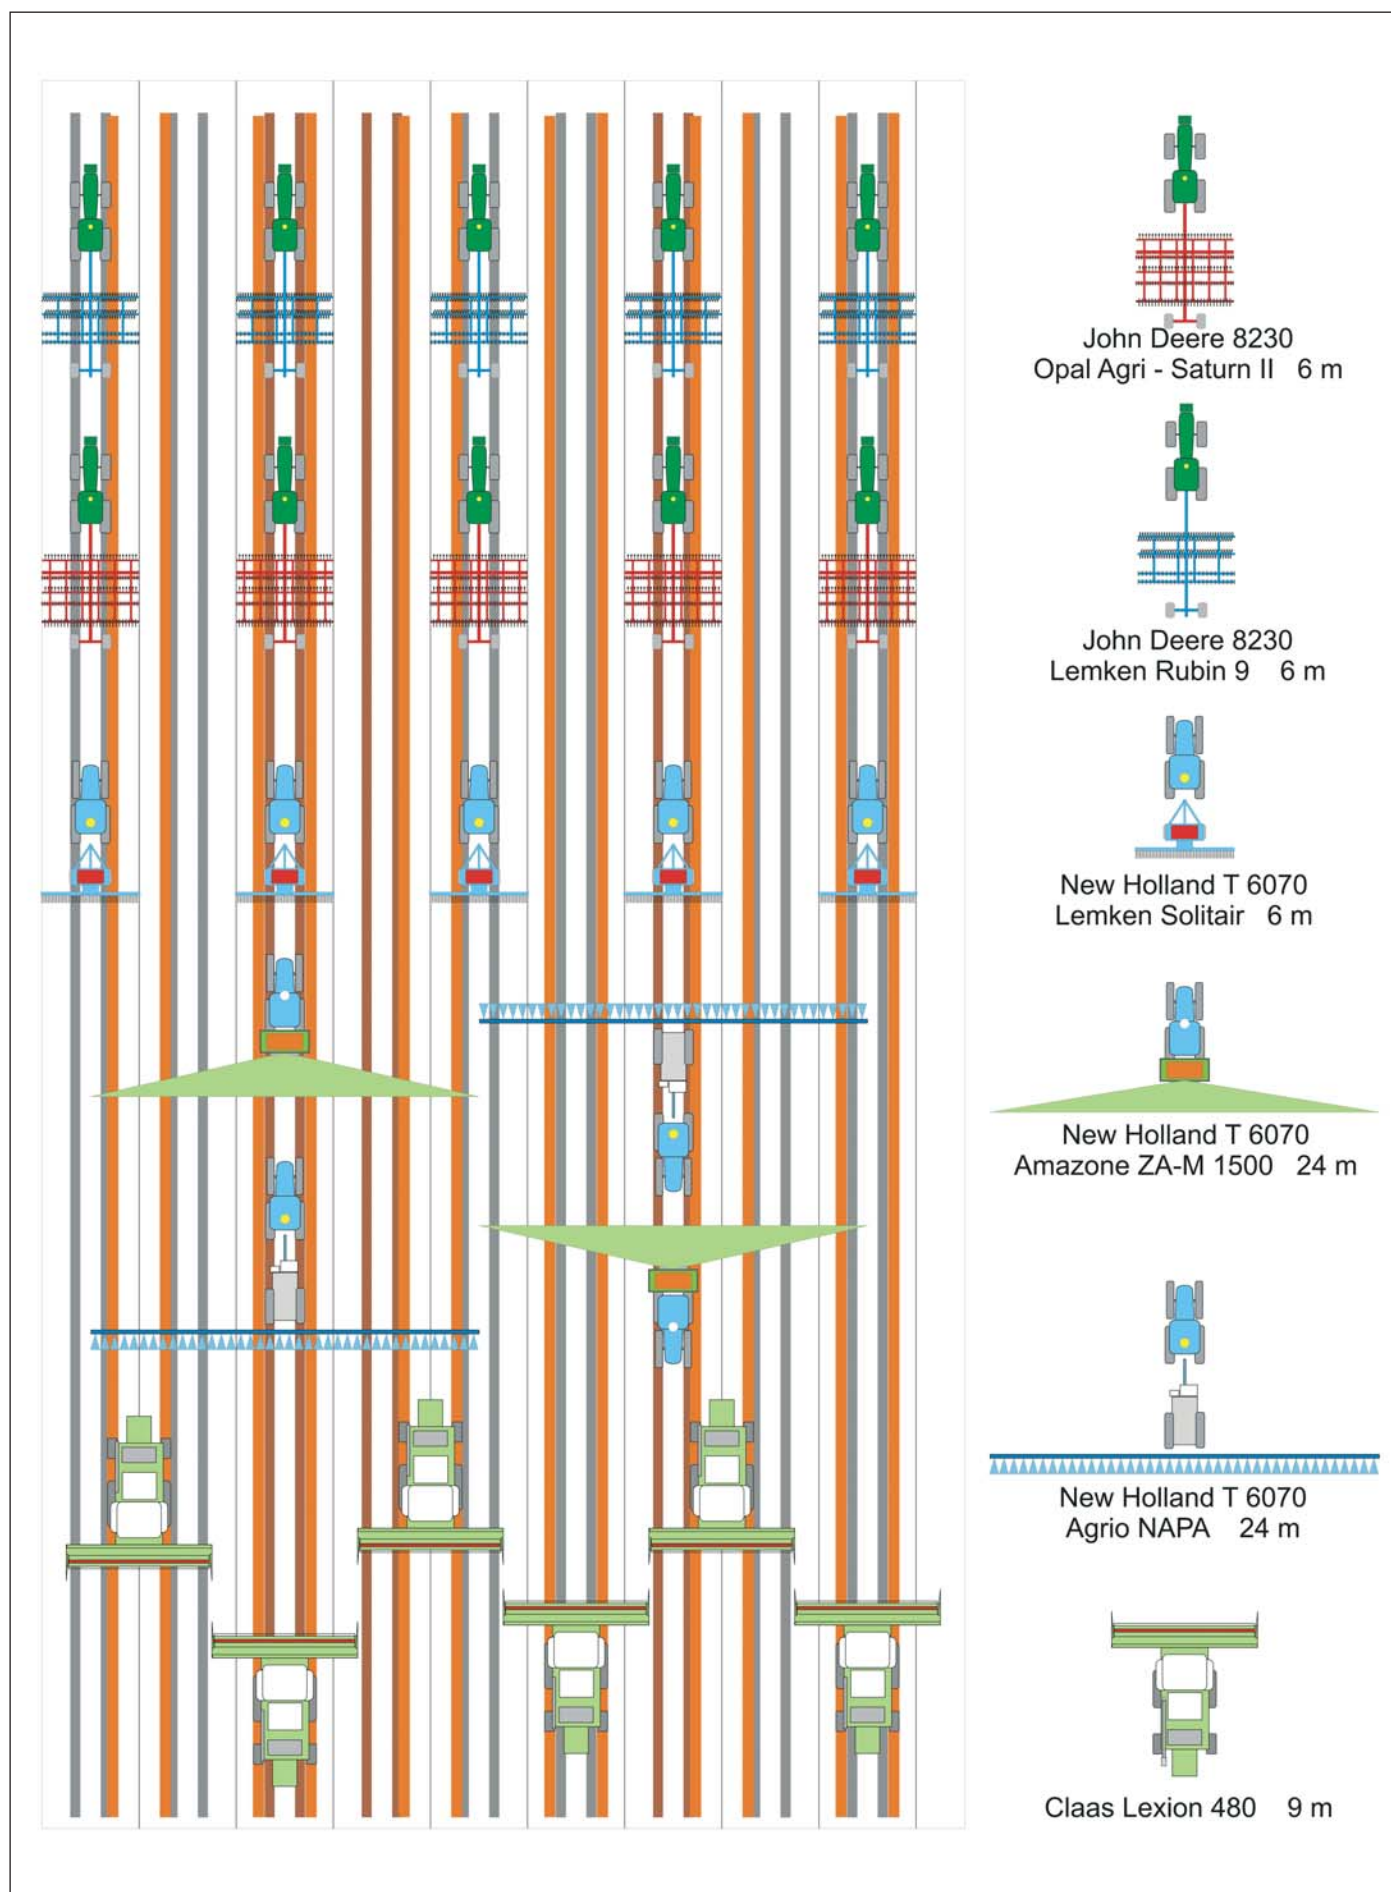 John Deere 8230
Opal Agri - Saturn II 6 m
John Deere 8230
Lemken Rubin 9 6 m
New Holland T 6070
Lemken Solitair 6 m
New Holland T 6070
Amazone ZA-M 1500 24 m
New Holland T 6070
Agrio NAPA 24 m
Claas Lexion 480 9 m